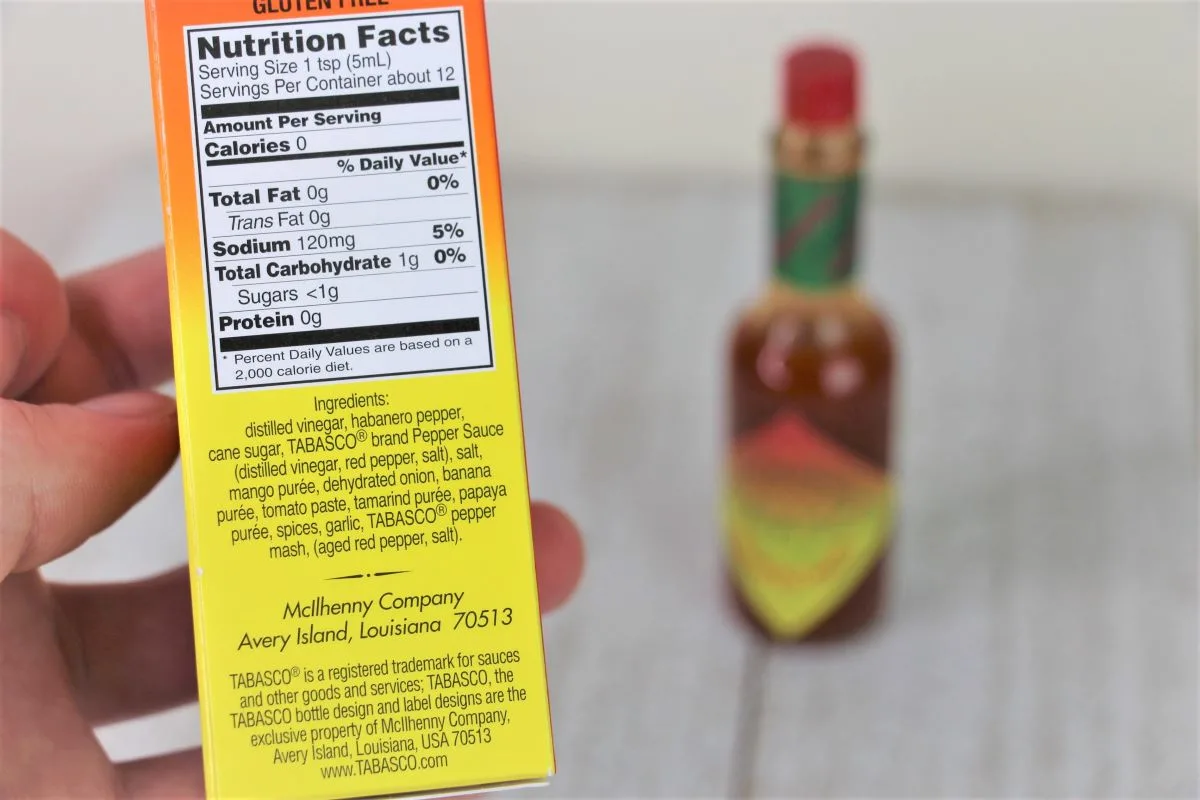 GLUTEN FREE
Nutrition Facts
Serving Size 1 tsp (5mL)
Servings Per Container about 12
Amount Per Serving
Calories 0
% Daily Value*
Total Fat 0g 0%
Trans Fat 0g
Sodium 120mg 5%
Total Carbohydrate 1g 0%
Sugars <1g
Protein 0g
* Percent Daily Values are based on a
2,000 calorie diet.
Ingredients:
distilled vinegar, habanero pepper,
cane sugar, TABASCO® brand Pepper Sauce
(distilled vinegar, red pepper, salt), salt,
mango purée, dehydrated onion, banana
purée, tomato paste, tamarind purée, papaya
purée, spices, garlic, TABASCO® pepper
mash, (aged red pepper, salt).
McIlhenny Company
Avery Island, Louisiana 70513
TABASCO® is a registered trademark for sauces
and other goods and services; TABASCO, the
TABASCO bottle design and label designs are the
exclusive property of McIlhenny Company,
Avery Island, Louisiana, USA 70513
www.TABASCO.com